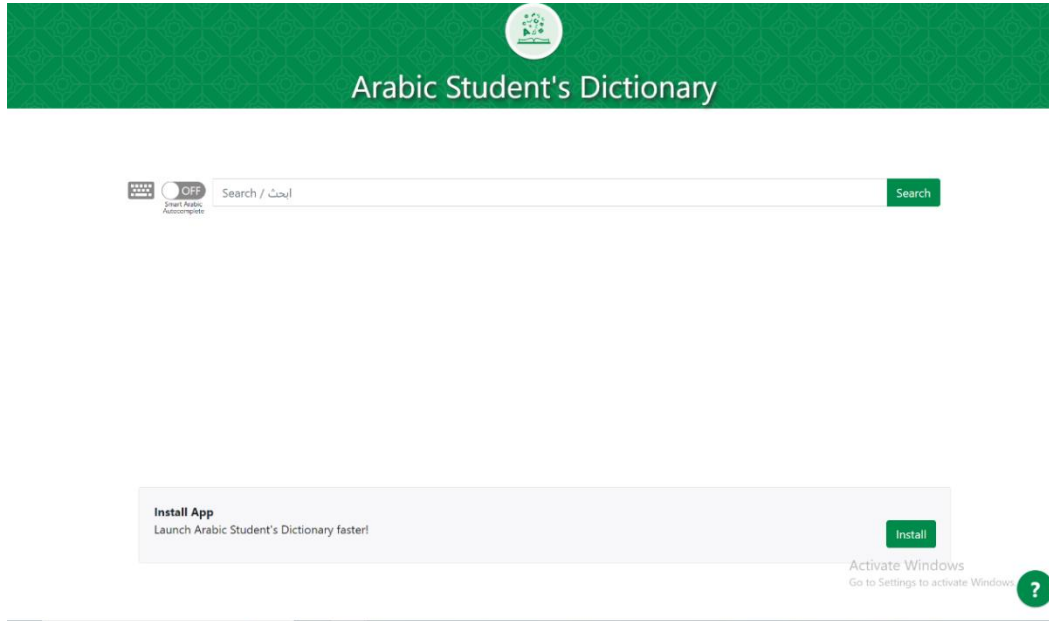 Arabic Student's Dictionary
OFF
Smart Arabic
Autocomplete
Search / ابحث
Search
Install App
Launch Arabic Student's Dictionary faster!
Install
Activate Windows
Go to Settings to activate Windows.
?